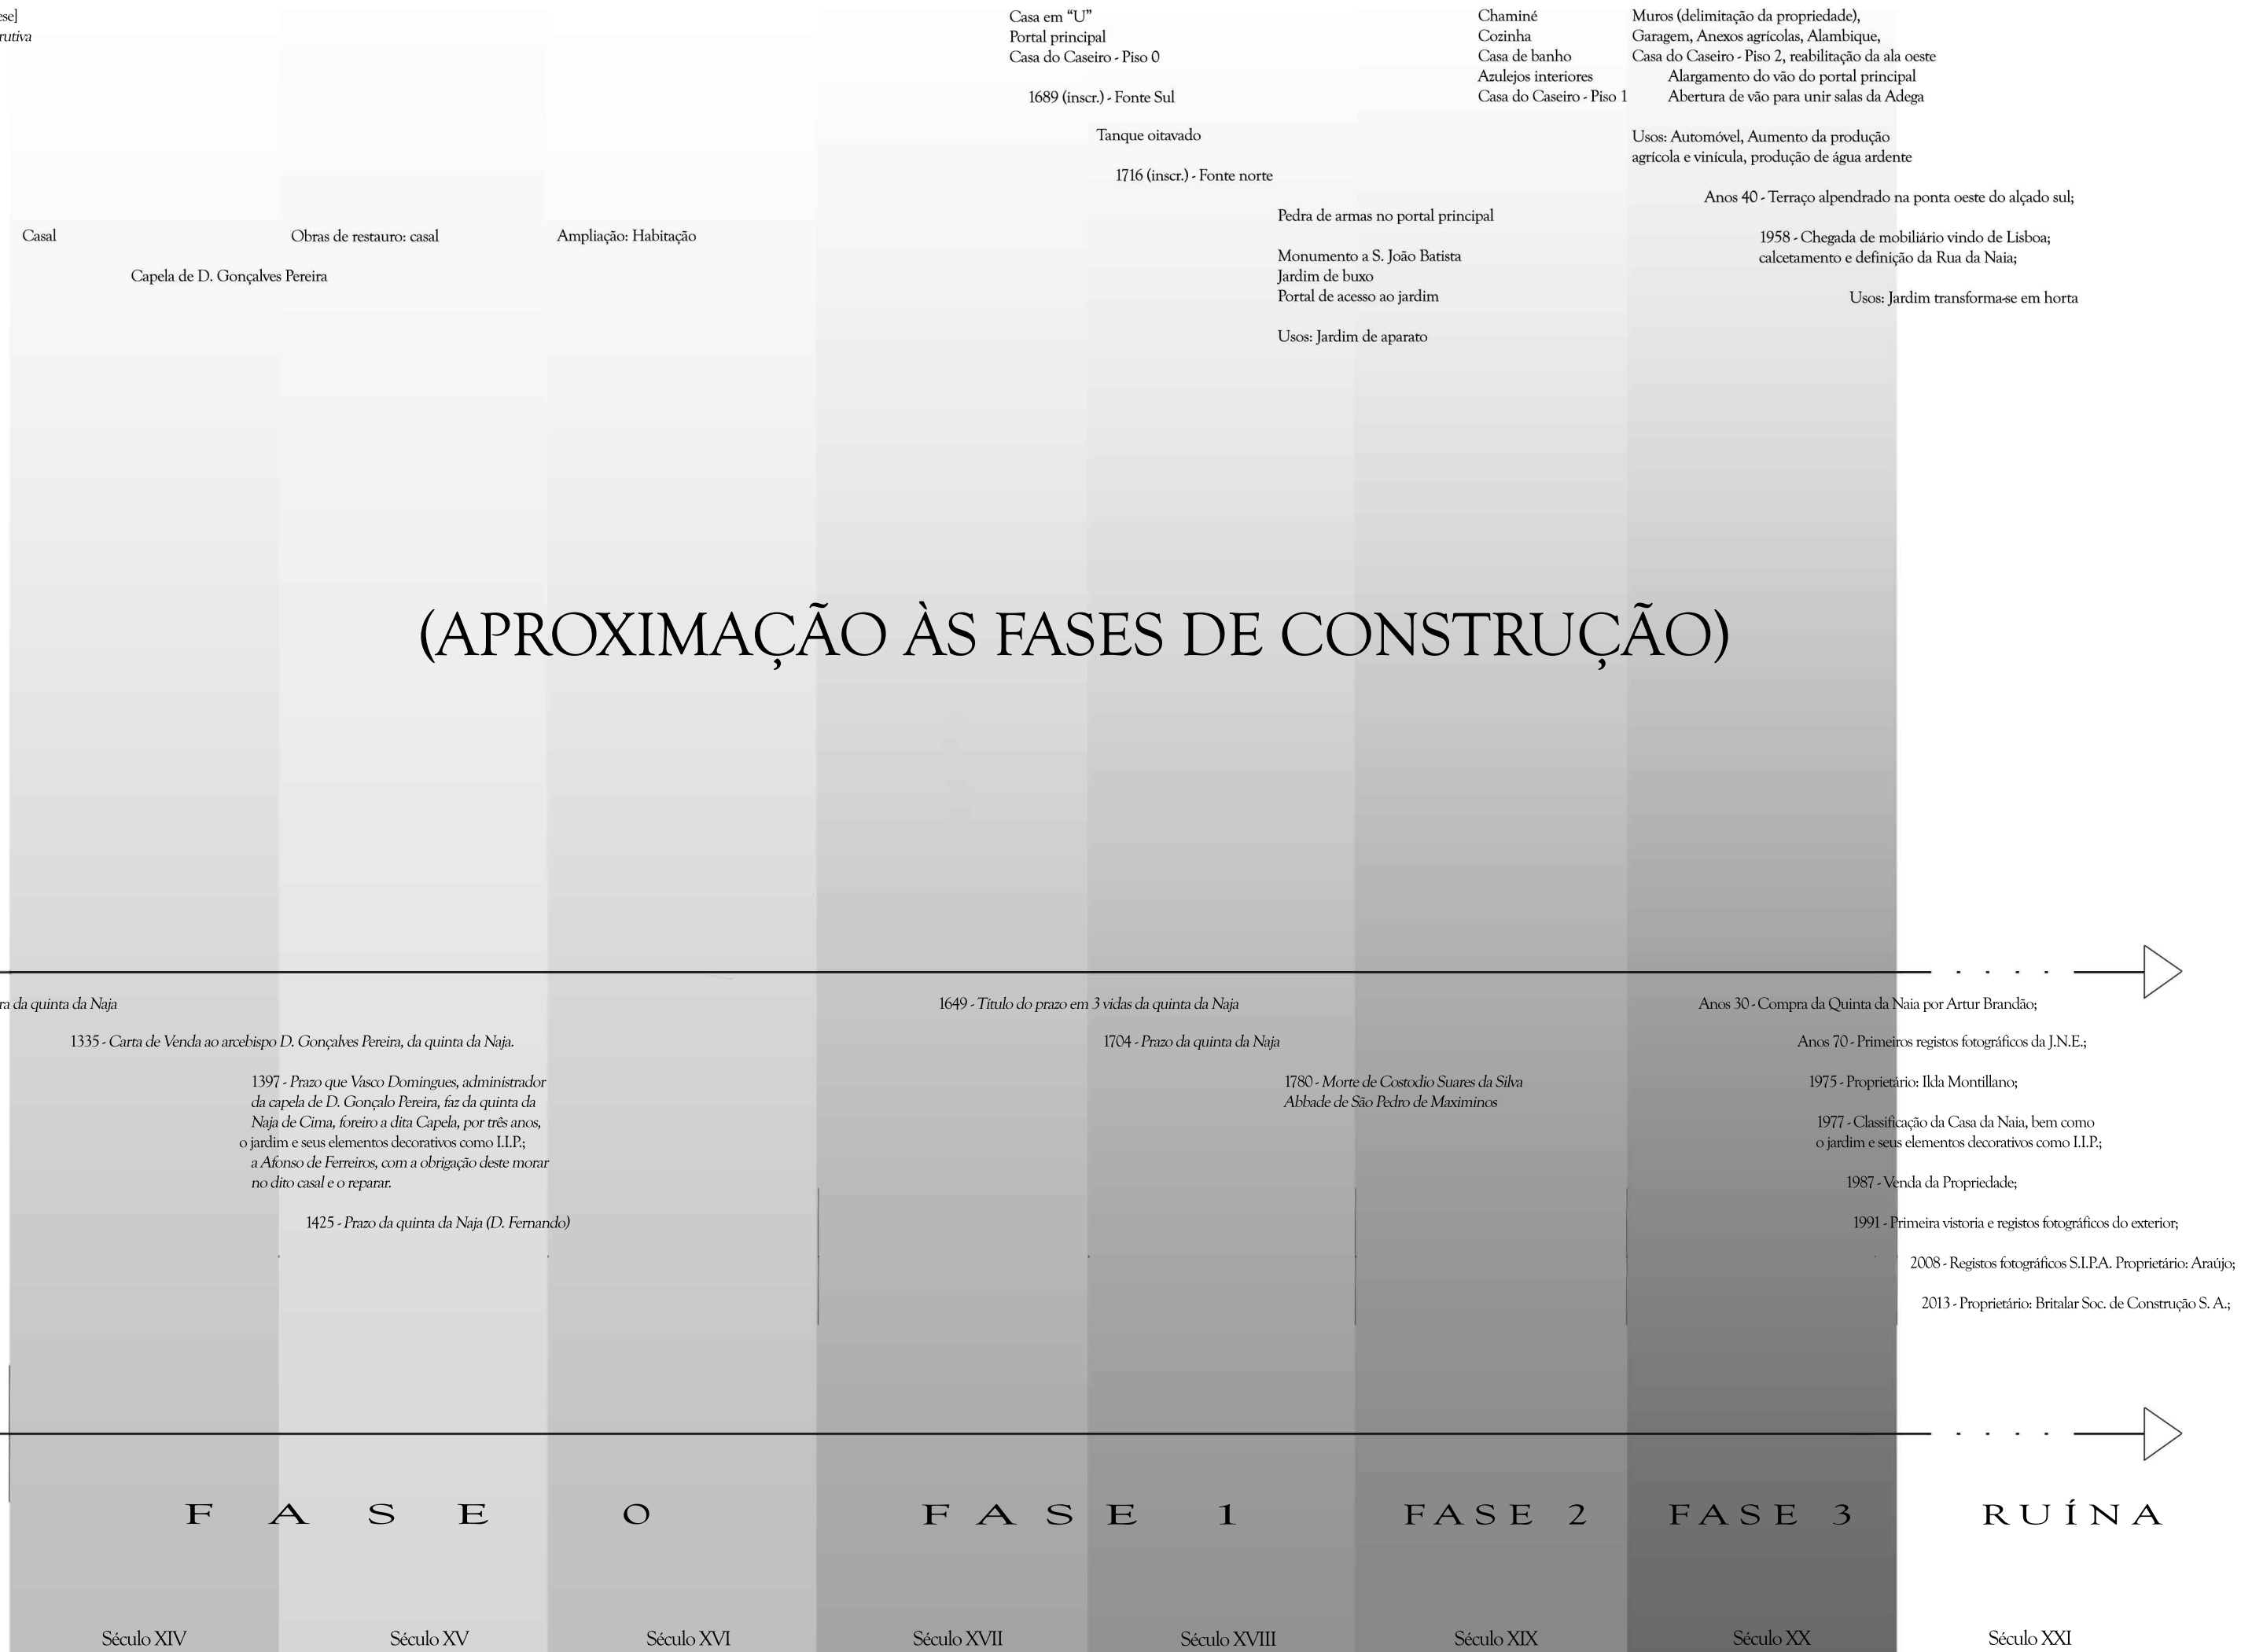 ese]
rutiva
Casal
Capela de D. Gonçalves Pereira
Obras de restauro: casal
Ampliação: Habitação
Casa em “U”
Portal principal
Casa do Caseiro - Piso 0
1689 (inscr.) - Fonte Sul
Tanque oitavado
1716 (inscr.) - Fonte norte
Pedra de armas no portal principal
Monumento a S. João Batista
Jardim de buxo
Portal de acesso ao jardim
Usos: Jardim de aparato
Chaminé
Cozinha
Casa de banho
Azulejos interiores
Casa do Caseiro - Piso 1
Muros (delimitação da propriedade),
Garagem, Anexos agrícolas, Alambique,
Casa do Caseiro - Piso 2, reabilitação da ala oeste
Alargamento do vão do portal principal
Abertura de vão para unir salas da Adega
Usos: Automóvel, Aumento da produção
agrícola e vinícula, produção de água ardente
Anos 40 - Terraço alpendrado na ponta oeste do alçado sul;
1958 - Chegada de mobiliário vindo de Lisboa;
calcetamento e definição da Rua da Naia;
Usos: Jardim transforma-se em horta
(APROXIMAÇÃO ÀS FASES DE CONSTRUÇÃO)
ra da quinta da Naja
1335 - Carta de Venda ao arcebispo D. Gonçalves Pereira, da quinta da Naja.
1397 - Prazo que Vasco Domingues, administrador
da capela de D. Gonçalo Pereira, faz da quinta da
Naja de Cima, foreiro a dita Capela, por três anos,
o jardim e seus elementos decorativos como I.I.P.;
a Afonso de Ferreiros, com a obrigação deste morar
no dito casal e o reparar.
1425 - Prazo da quinta da Naja (D. Fernando)
1649 - Título do prazo em 3 vidas da quinta da Naja
1704 - Prazo da quinta da Naja
1780 - Morte de Costodio Suares da Silva
Abbade de São Pedro de Maximinos
Anos 30 - Compra da Quinta da Naia por Artur Brandão;
Anos 70 - Primeiros registos fotográficos da J.N.E.;
1975 - Proprietário: Ilda Montillano;
1977 - Classificação da Casa da Naia, bem como
o jardim e seus elementos decorativos como I.I.P.;
1987 - Venda da Propriedade;
1991 - Primeira vistoria e registos fotográficos do exterior;
2008 - Registos fotográficos S.I.P.A. Proprietário: Araújo;
2013 - Proprietário: Britalar Soc. de Construção S. A.;
FASE 0
FASE 1
FASE 2
FASE 3
RUÍNA
Século XIV
Século XV
Século XVI
Século XVII
Século XVIII
Século XIX
Século XX
Século XXI